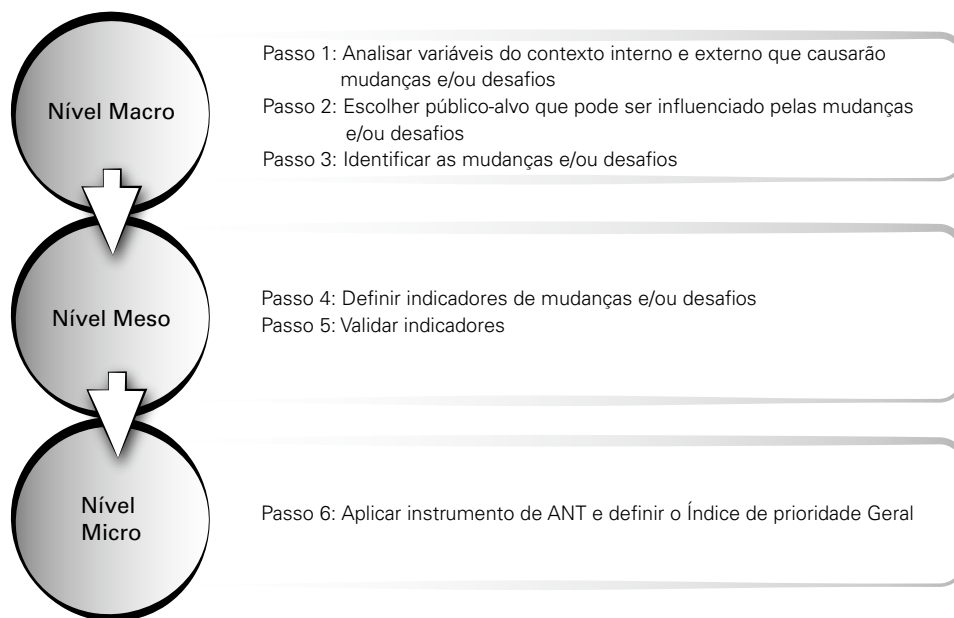 Nível Macro
Passo 1: Analisar variáveis do contexto interno e externo que causarão
mudanças e/ou desafios
Passo 2: Escolher público-alvo que pode ser influenciado pelas mudanças
e/ou desafios
Passo 3: Identificar as mudanças e/ou desafios
Nível Meso
Passo 4: Definir indicadores de mudanças e/ou desafios
Passo 5: Validar indicadores
Nível
Micro
Passo 6: Aplicar instrumento de ANT e definir o Índice de prioridade Geral